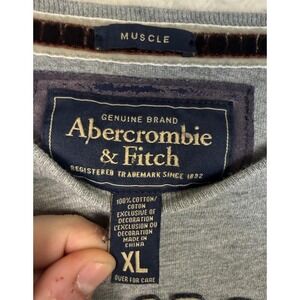 MUSCLE
GENUINE BRAND
Abercrombie
& Fitch
REGISTERED TRADEMARK SINCE 1892
100% COTTON/
COTON
EXCLUSIVE OF
DECORATION
L'EXCLUSION DU
DECORATION
MADE IN
CHINA
XL
OVER FOR CARE